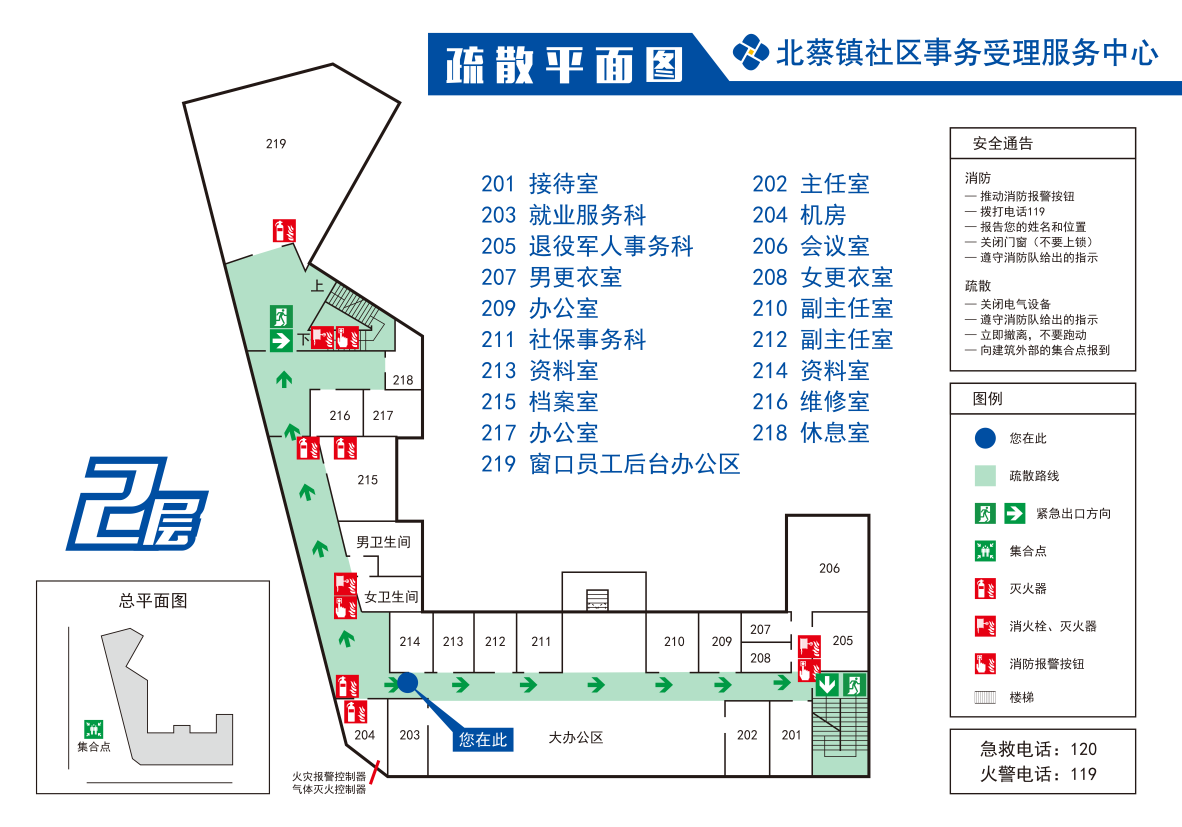 疏散平面图
北蔡镇社区事务受理服务中心
201 接待室
202 主任室
203 就业服务科
204 机房
205 退役军人事务科
206 会议室
207 男更衣室
208 女更衣室
209 办公室
210 副主任室
211 社保事务科
212 副主任室
213 资料室
214 资料室
215 档案室
216 维修室
217 办公室
218 休息室
219 窗口员工后台办公区
安全通告
消防
— 推动消防报警按钮
— 拨打电话119
— 报告您的姓名和位置
— 关闭门窗（不要上锁）
— 遵守消防队给出的指示
疏散
— 关闭电气设备
— 遵守消防队给出的指示
— 立即撤离，不要跑动
— 向建筑外部的集合点报到
图例
您在此
疏散路线
紧急出口方向
集合点
灭火器
消火栓、灭火器
消防报警按钮
楼梯
急救电话：120
火警电话：119
219
上
下
218
216
217
215
男卫生间
女卫生间
214
213
212
211
210
209
207
208
206
205
204
203
您在此
大办公区
202
201
火灾报警控制器
气体灭火控制器
2层
总平面图
集合点